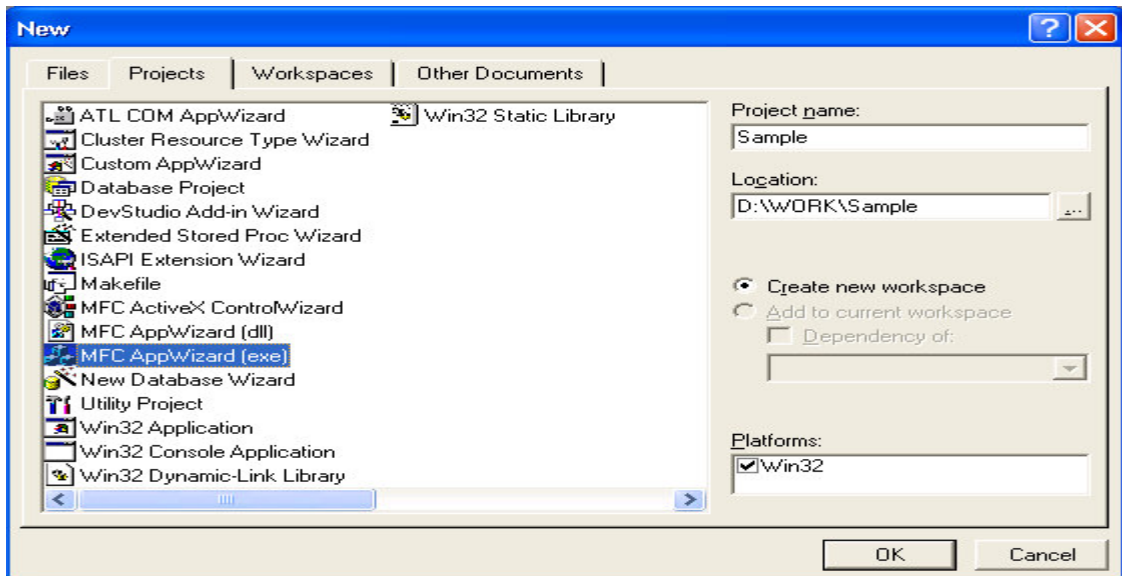 New
Files Projects Workspaces Other Documents
ATL COM AppWizard
Cluster Resource Type Wizard
Custom AppWizard
Database Project
DevStudio Add-in Wizard
Extended Stored Proc Wizard
ISAPI Extension Wizard
Makefile
MFC ActiveX ControlWizard
MFC AppWizard (dll)
MFC AppWizard (exe)
New Database Wizard
Utility Project
Win32 Application
Win32 Console Application
Win32 Dynamic-Link Library
Win32 Static Library
Project name:
Sample
Location:
D:\WORK\Sample
...
Create new workspace
Add to current workspace
Dependency of:
Platforms:
Win32
OK Cancel